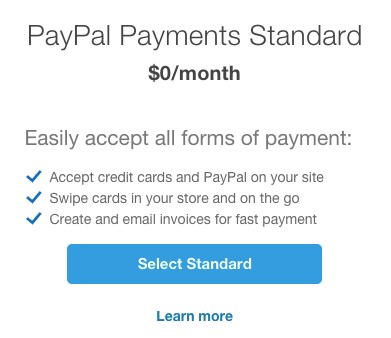 PayPal Payments Standard
$0/month
Easily accept all forms of payment:
Accept credit cards and PayPal on your site
Swipe cards in your store and on the go
Create and email invoices for fast payment
Select Standard
Learn more